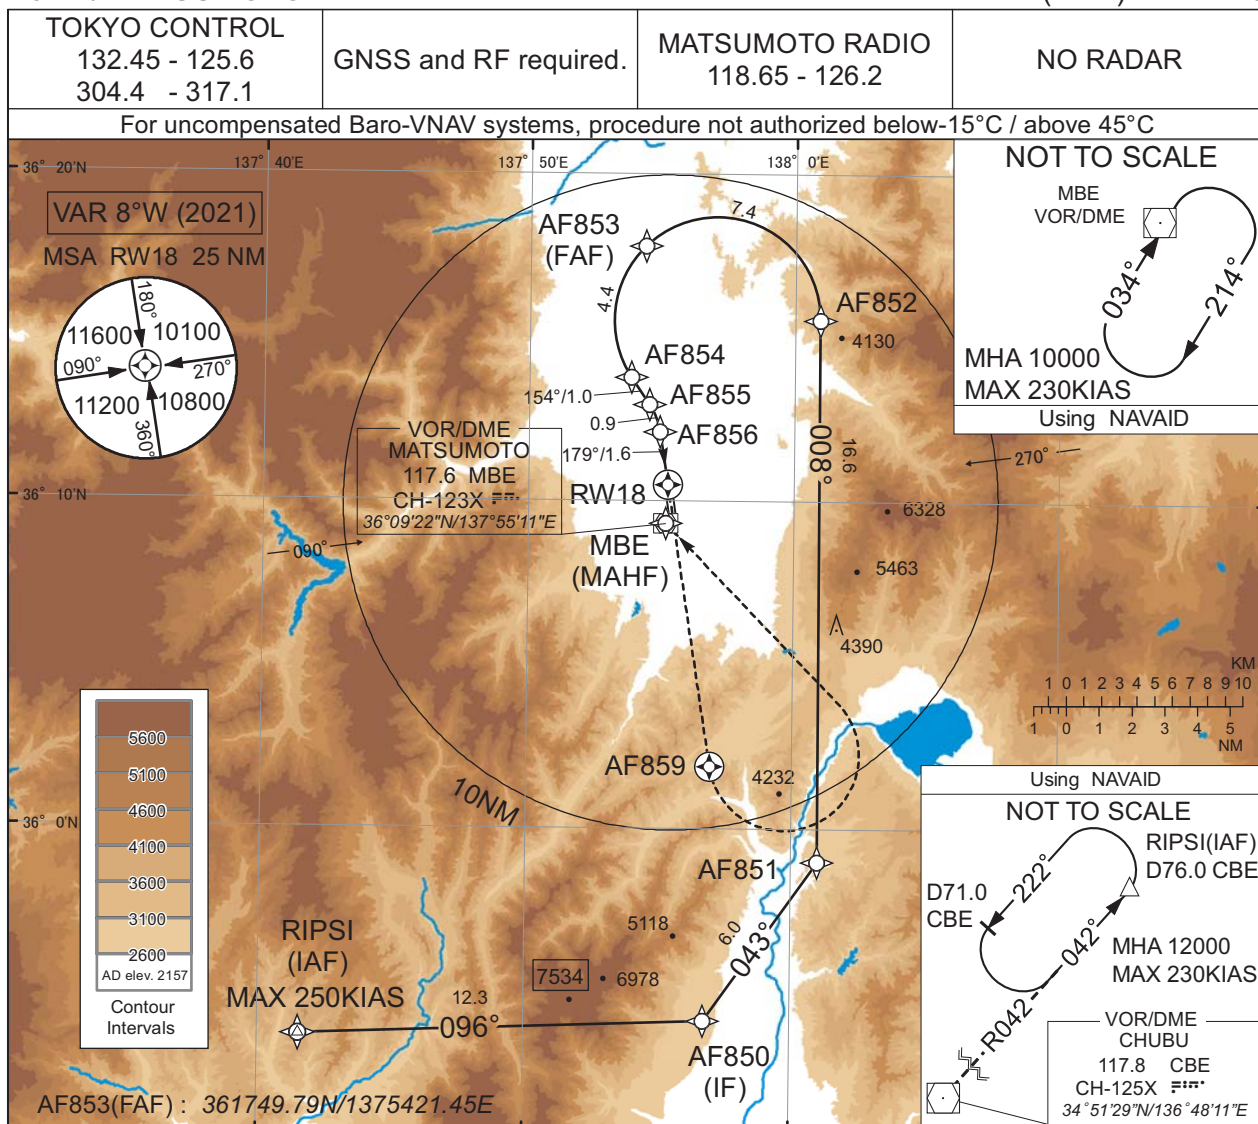 TOKYO CONTROL
132.45 - 125.6
304.4 - 317.1
GNSS and RF required.
MATSUMOTO RADIO
118.65 - 126.2
NO RADAR
For uncompensated Baro-VNAV systems, procedure not authorized below-15°C / above 45°C
36° 20'N
137° 40'E
137° 50'E
138° 0'E
VAR 8°W (2021)
MSA RW18 25 NM
180°
11600
10100
090°
270°
11200
10800
360°
AF853
(FAF)
7.4
4.4
AF852
4130
AF854
154°/1.0
AF855
0.9
AF856
179°/1.6
008°
16.6
270°
VOR/DME
MATSUMOTO
117.6 MBE
CH-123X
36°09'22"N/137°55'11"E
RW18
36° 10'N
6328
090°
MBE
(MAHF)
5463
4390
NOT TO SCALE
MBE
VOR/DME
034°
214°
MHA 10000
MAX 230KIAS
Using NAVAID
KM
1 0 1 2 3 4 5 6 7 8 9 10
1 0 1 2 3 4 5
NM
5600
5100
4600
4100
3600
3100
2600
AD elev. 2157
Contour
Intervals
AF859
4232
10NM
36° 0'N
AF851
5118
6.0
043°
RIPSI
(IAF)
MAX 250KIAS
7534
6978
12.3
096°
AF850
(IF)
AF853(FAF) : 361749.79N/1375421.45E
Using NAVAID
NOT TO SCALE
RIPSI(IAF)
D76.0 CBE
222°
D71.0
CBE
042°
MHA 12000
MAX 230KIAS
R042
VOR/DME
CHUBU
117.8 CBE
CH-125X
34°51'29"N/136°48'11"E